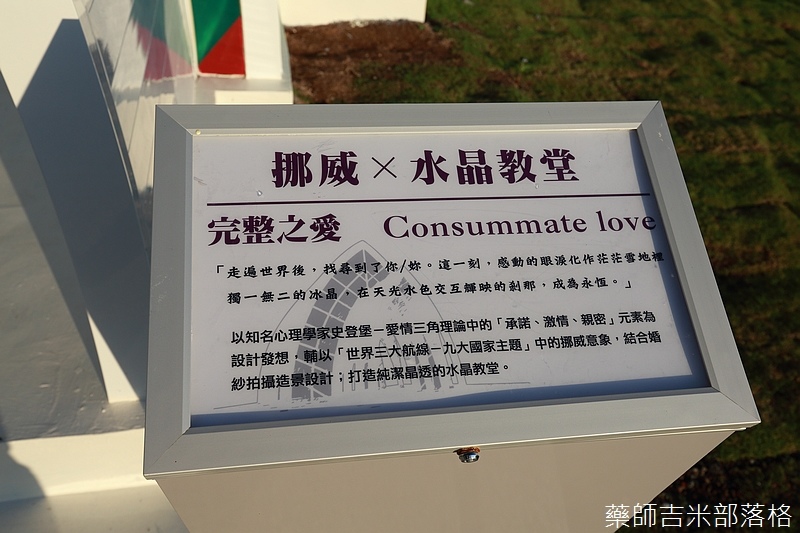 挪威×水晶教堂
完整之愛 Consummate love
「走遍世界後，找尋到了你/妳。這一刻，感動的眼淚化作茫茫雪地裡
獨一無二的冰晶，在天光水色交互輝映的剎那，成為永恆。」
以知名心理學家史登堡－愛情三角理論中的「承諾、激情、親密」元素為
設計發想，輔以「世界三大航線－九大國家主題」中的挪威意象，結合婚
紗拍攝造景設計；打造純潔晶透的水晶教堂。
藥師吉米部落格